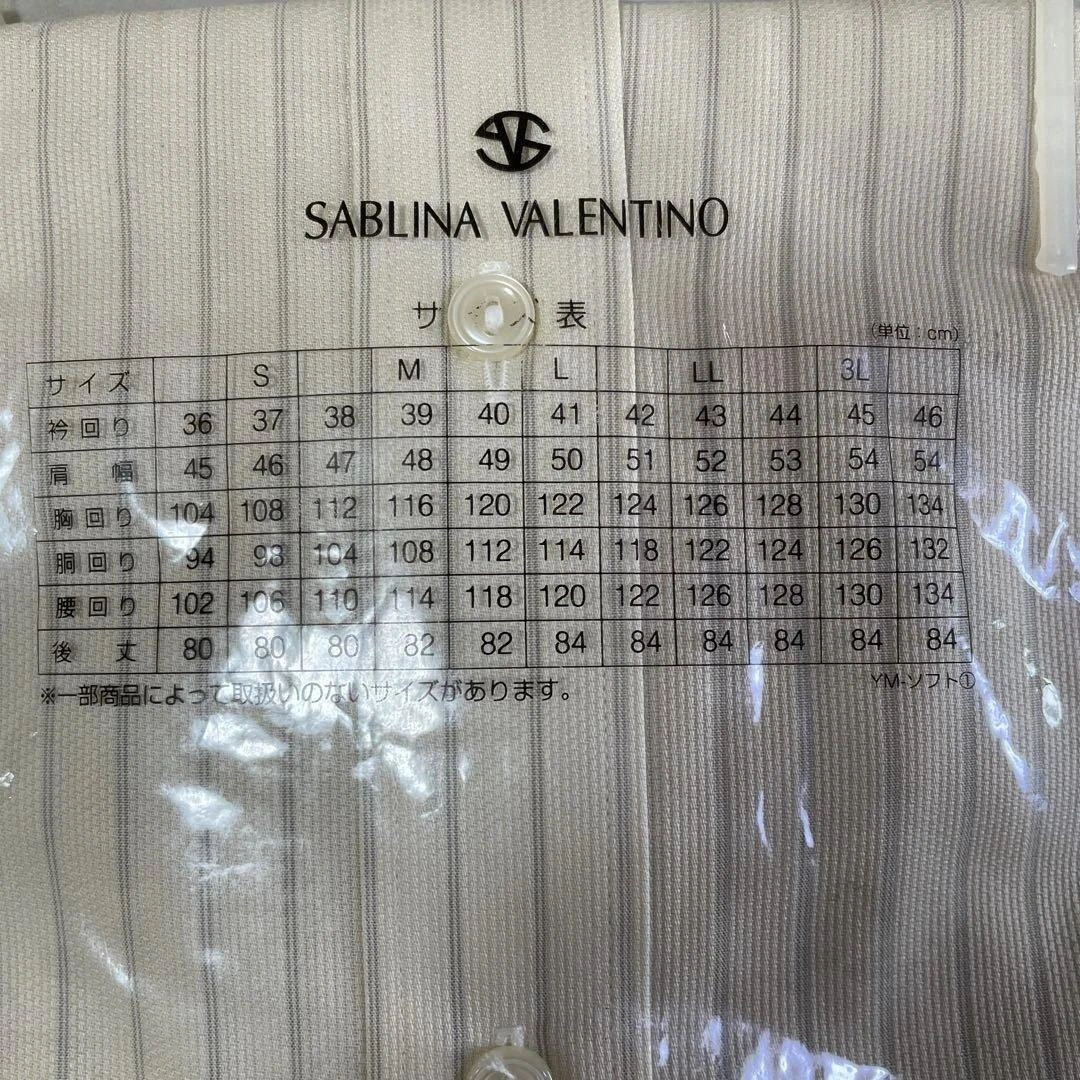 SVS
SABLINA VALENTINO
サ 表
(単位:cm)
サイズ S M L LL 3L
衿回り 36 37 38 39 40 41 42 43 44 45 46
肩幅 45 46 47 48 49 50 51 52 53 54 54
胸回り 104 108 112 116 120 122 124 126 128 130 134
胴回り 94 98 104 108 112 114 118 122 124 126 132
腰回り 102 106 110 114 118 120 122 126 128 130 134
後丈 80 80 80 82 82 84 84 84 84 84 84
※一部商品によって取扱いのないサイズがあります。
YM-ソフト①